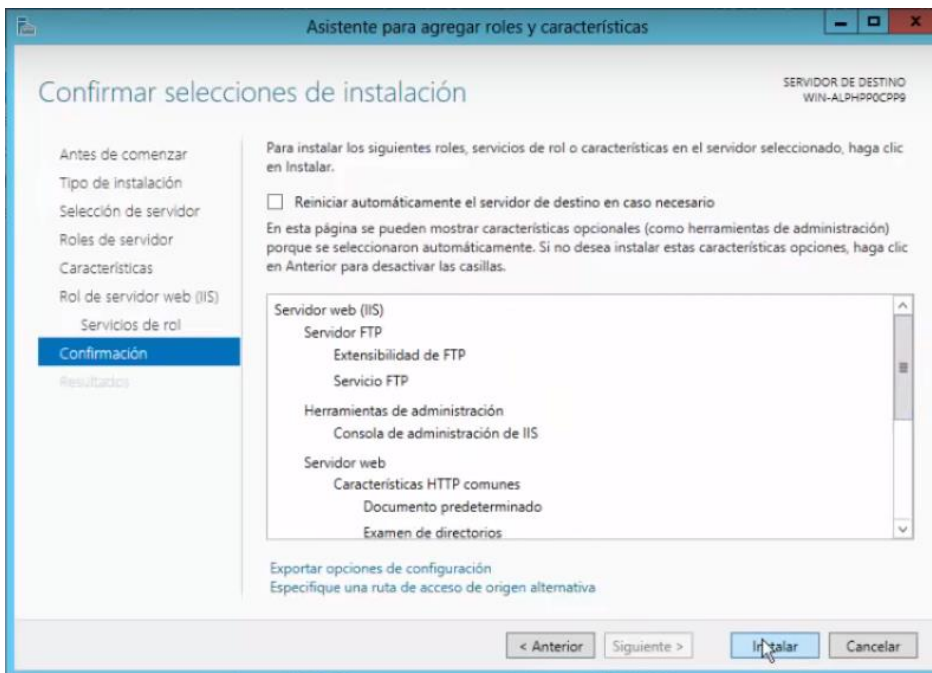 Asistente para agregar roles y características
Confirmar selecciones de instalación
SERVIDOR DE DESTINO
WIN-ALPHPP0CPP9
Antes de comenzar
Tipo de instalación
Selección de servidor
Roles de servidor
Características
Rol de servidor web (IIS)
Servicios de rol
Confirmación
Resultados
Para instalar los siguientes roles, servicios de rol o características en el servidor seleccionado, haga clic
en Instalar.
Reiniciar automáticamente el servidor de destino en caso necesario
En esta página se pueden mostrar características opcionales (como herramientas de administración)
porque se seleccionaron automáticamente. Si no desea instalar estas características opciones, haga clic
en Anterior para desactivar las casillas.
Servidor web (IIS)
Servidor FTP
Extensibilidad de FTP
Servicio FTP
Herramientas de administración
Consola de administración de IIS
Servidor web
Características HTTP comunes
Documento predeterminado
Examen de directorios
Exportar opciones de configuración
Especifique una ruta de acceso de origen alternativa
< Anterior
Siguiente >
Instalar
Cancelar